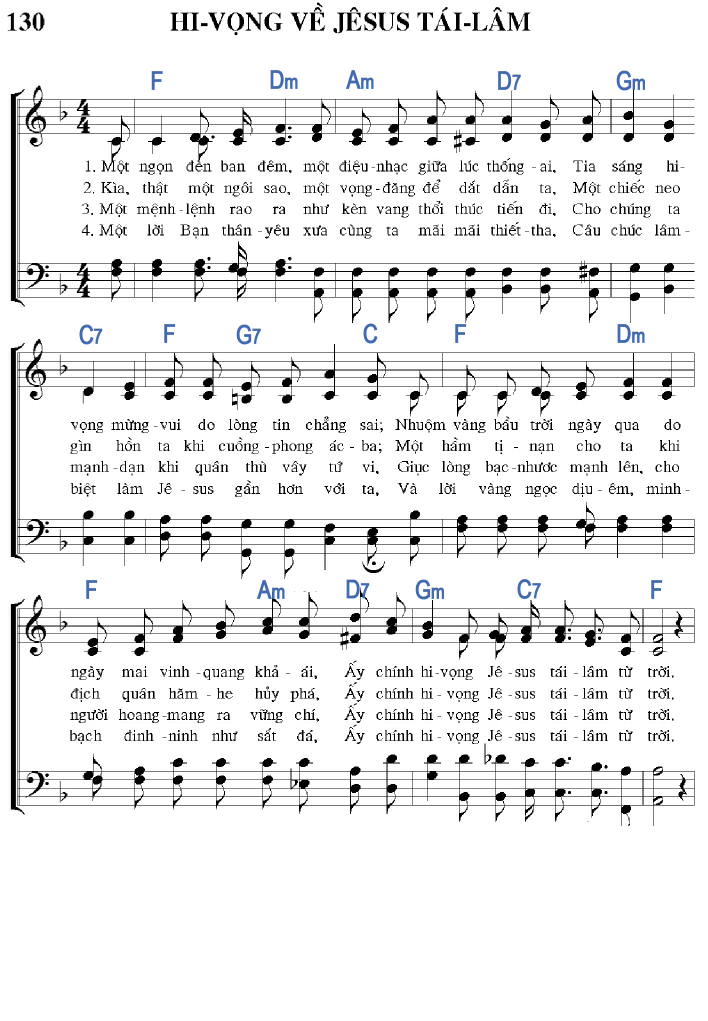 130 HI-VỌNG VỀ JÊSUS TÁI-LÂM
F Dm Am D7 Gm
1. Một ngọn đèn ban đêm, một điệu-nhạc giữa lúc thống-ai, Tia sáng hi-
2. Kìa, thật một ngôi sao, một vọng-đăng để dắt dẫn ta, Một chiếc neo
3. Một mệnh-lệnh rao ra như kèn vang thổi thúc tiến đi, Cho chúng ta
4. Một lời Bạn thân-yêu xưa cùng ta mãi mãi thiết-tha, Câu chúc lâm-
C7 F G7 C F Dm
vọng mừng-vui do lòng tin chẳng sai; Nhuộm vàng bầu trời ngày qua do
gìn hồn ta khi cuồng-phong ác-ba; Một hầm tị-nạn cho ta khi
mạnh-dạn khi quân thù vây tứ vi, Giục lòng bạc-nhược mạnh lên, cho
biệt làm Jê-sus gần hơn với ta, Và lời vàng ngọc dịu-êm, minh-
F Am D7 Gm C7 F
ngày mai vinh-quang khả-ái, Ấy chính hi-vọng Jê-sus tái-lâm từ trời.
địch quân hăm-he hủy phá, Ấy chính hi-vọng Jê-sus tái-lâm từ trời.
người hoang-mang ra vững chí, Ấy chính hi-vọng Jê-sus tái-lâm từ trời.
bạch đinh-ninh như sắt đá, Ấy chính hi-vọng Jê-sus tái-lâm từ trời.